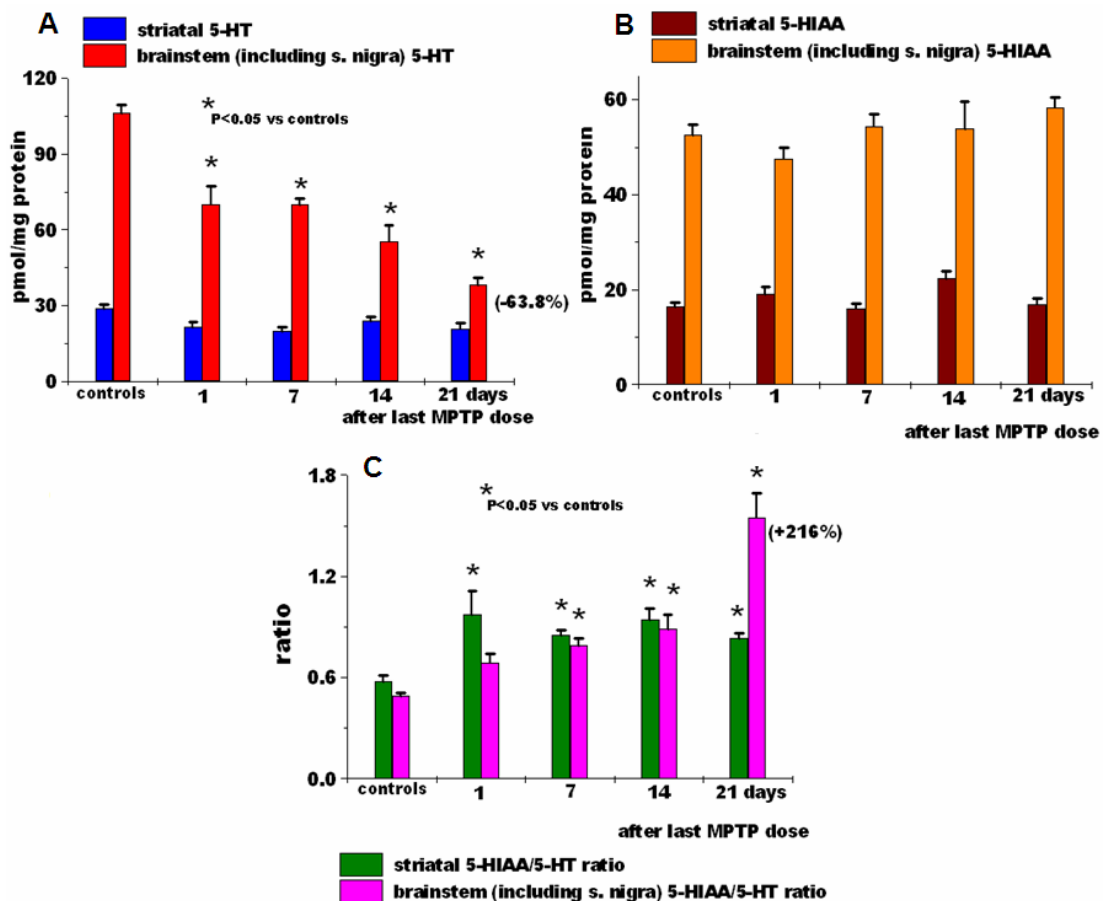 A
striatal 5-HT
brainstem (including s. nigra) 5-HT
120
90
60
30
0
pmol/mg protein
*
P<0.05 vs controls
*
*
*
*
(-63.8%)
controls
1
7
14
21 days
after last MPTP dose
B
striatal 5-HIAA
brainstem (including s. nigra) 5-HIAA
60
40
20
0
pmol/mg protein
controls
1
7
14
21 days
after last MPTP dose
C
1.8
1.2
0.6
0.0
ratio
*
P<0.05 vs controls
*
*
*
*
*
*
*
(+216%)
controls
1
7
14
21 days
after last MPTP dose
striatal 5-HIAA/5-HT ratio
brainstem (including s. nigra) 5-HIAA/5-HT ratio